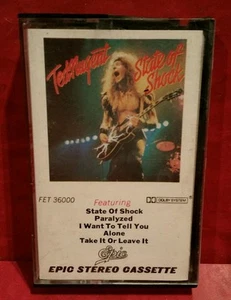 Ted Nugent
State of
Shock
FET 36000
Featuring
DOLBY SYSTEM
State Of Shock
Paralyzed
I Want To Tell You
Alone
Take It Or Leave It
Epic
EPIC STEREO CASSETTE